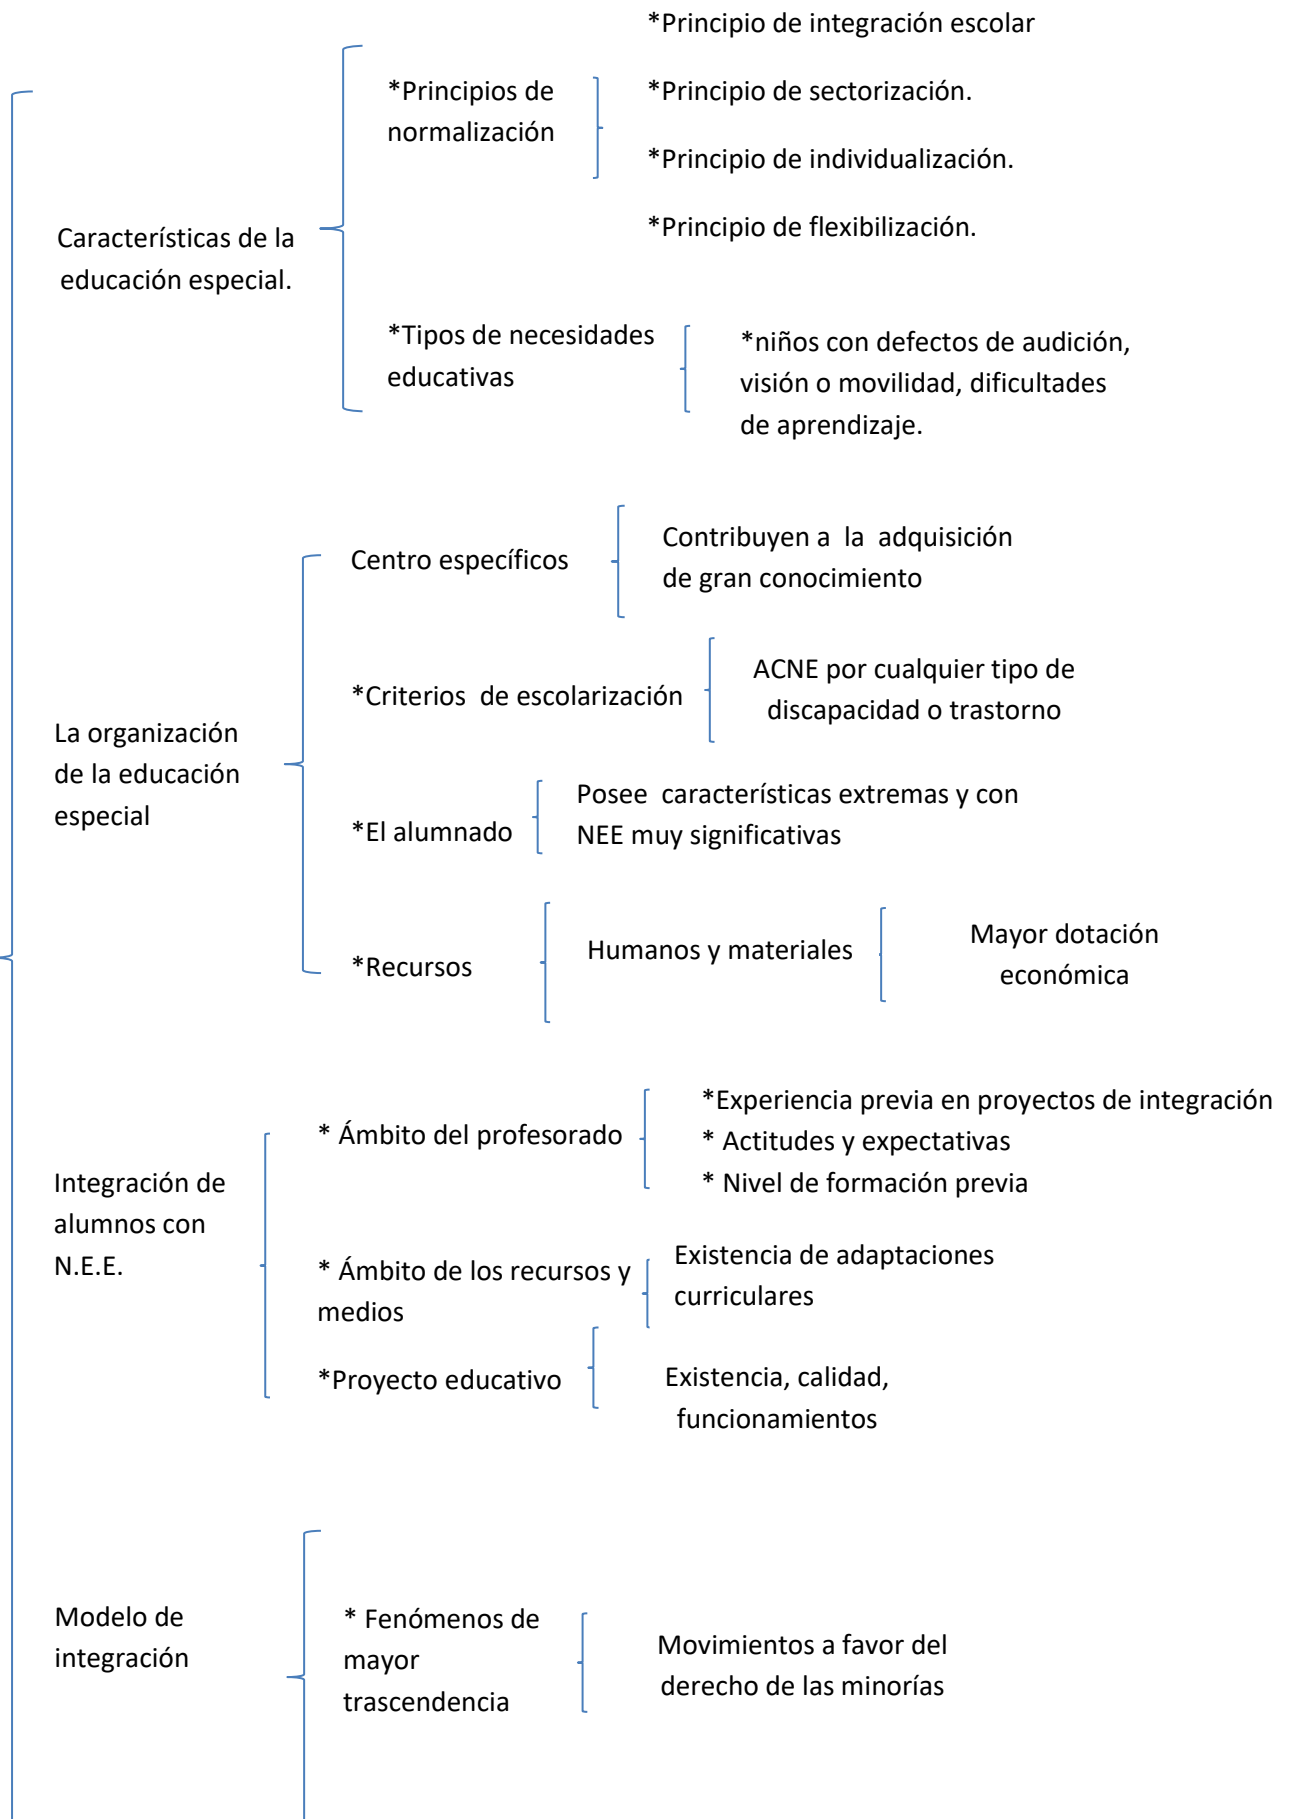 *Principio de integración escolar
*Principios de
normalización
*Principio de sectorización.
*Principio de individualización.
*Principio de flexibilización.
Características de la
educación especial.
*Tipos de necesidades
educativas
*niños con defectos de audición,
visión o movilidad, dificultades
de aprendizaje.
La organización
de la educación
especial
Centro específicos
Contribuyen a  la  adquisición
de gran conocimiento
*Criterios  de escolarización
ACNE por cualquier tipo de
discapacidad o trastorno
*El alumnado
Posee  características extremas y con
NEE muy significativas
*Recursos
Humanos y materiales
Mayor dotación
económica
Integración de
alumnos con
N.E.E.
* Ámbito del profesorado
*Experiencia previa en proyectos de integración
* Actitudes y expectativas
* Nivel de formación previa
* Ámbito de los recursos y
medios
Existencia de adaptaciones
curriculares
*Proyecto educativo
Existencia, calidad,
funcionamientos
Modelo de
integración
* Fenómenos de
mayor
trascendencia
Movimientos a favor del
derecho de las minorías